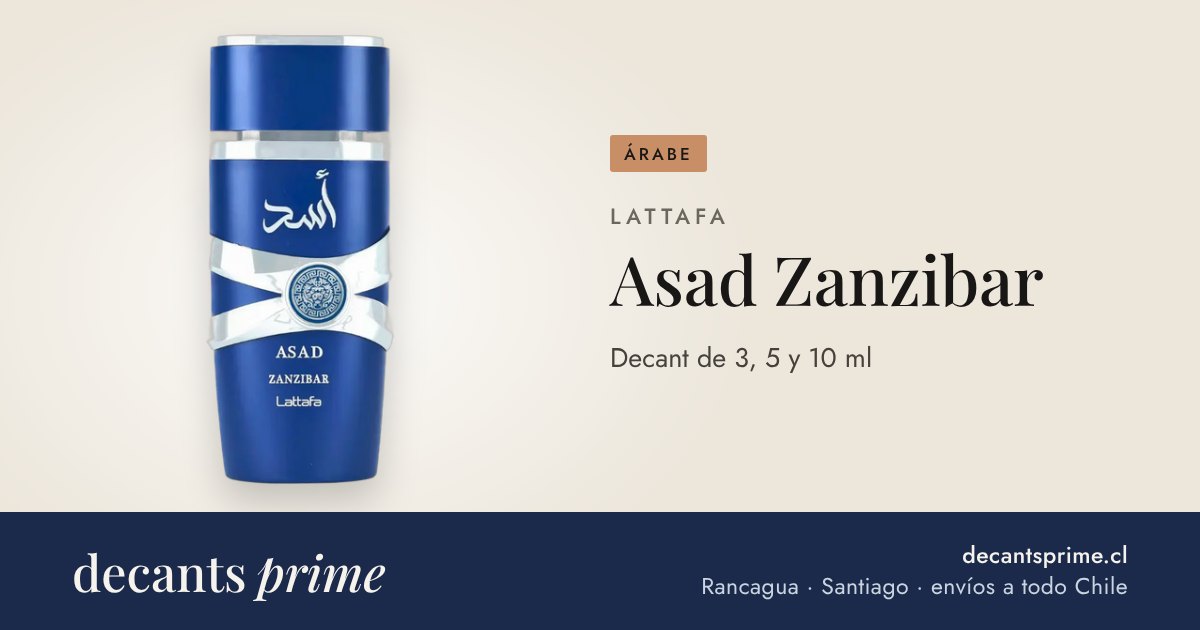 أسد
ASAD
ZANZIBAR
Lattafa
ÁRABE
LATTAFA
Asad Zanzibar
Decant de 3, 5 y 10 ml
decants prime
decantsprime.cl
Rancagua · Santiago · envíos a todo Chile